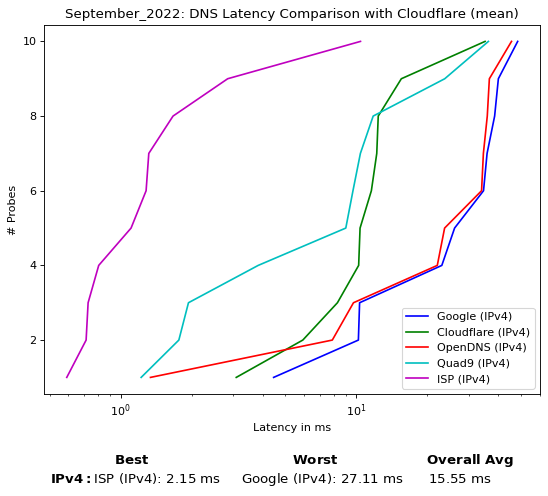 September_2022: DNS Latency Comparison with Cloudflare (mean)
10
8
6
4
2
# Probes
Google (IPv4)
Cloudflare (IPv4)
OpenDNS (IPv4)
Quad9 (IPv4)
ISP (IPv4)
10⁰ 10¹
Latency in ms
Best Worst Overall Avg
IPv4: ISP (IPv4): 2.15 ms Google (IPv4): 27.11 ms 15.55 ms